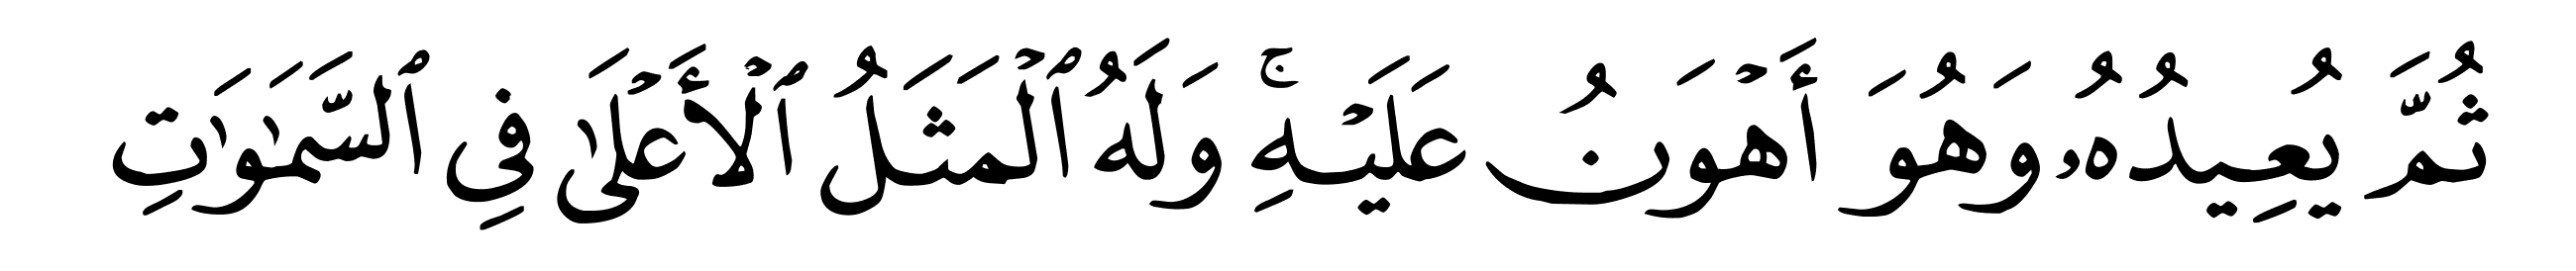 ثُمَّ يُعِيدُهُۥ وَهُوَ أَهۡوَنُ عَلَيۡهِۚ وَلَهُ ٱلۡمَثَلُ ٱلۡأَعۡلَىٰ فِي ٱلسَّمَٰوَٰتِ